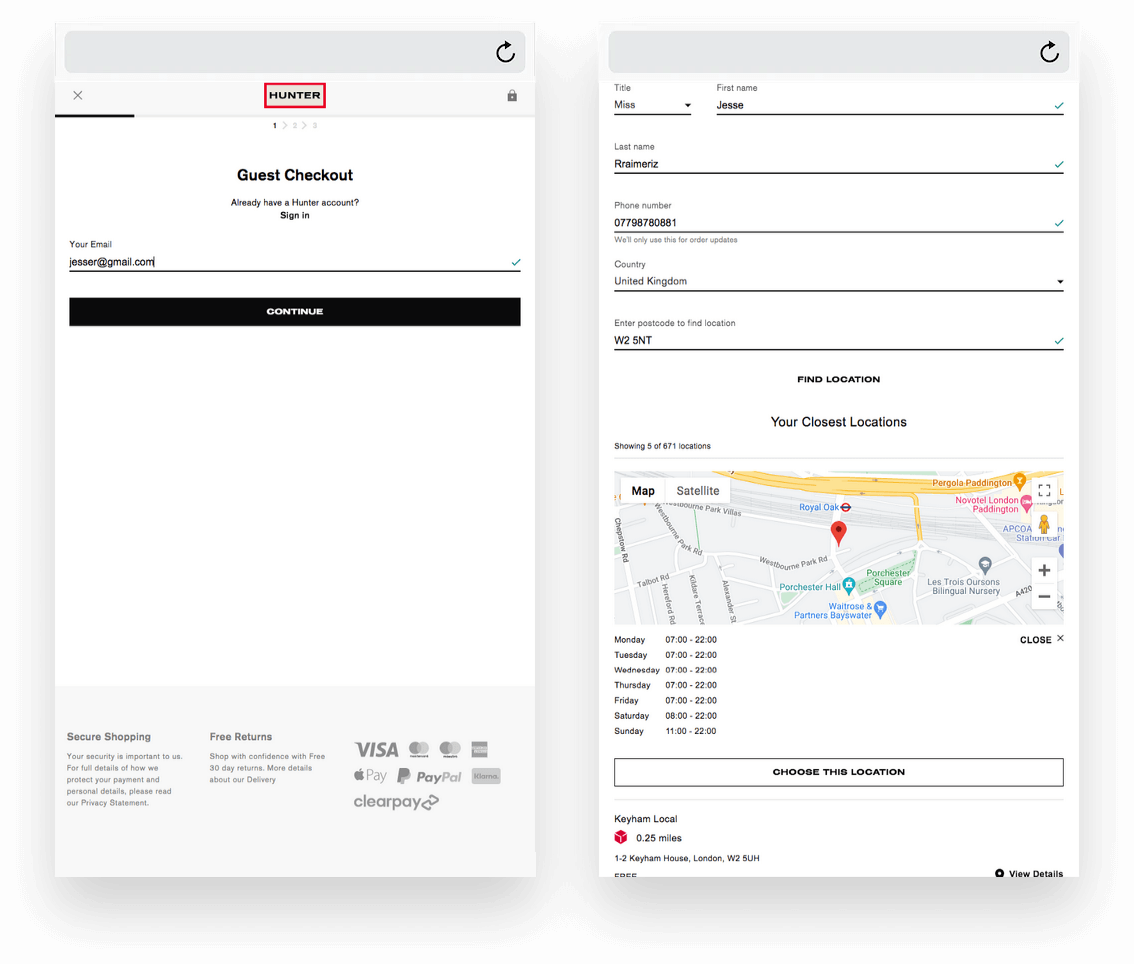 HUNTER
1 2 3
Guest Checkout
Already have a Hunter account?
Sign in
Your Email
jesser@gmail.com
CONTINUE
Secure Shopping
Your security is important to us.
For full details of how we
protect your payment and
personal details, please read
our Privacy Statement.
Free Returns
Shop with confidence with Free
30 day returns. More details
about our Delivery
VISA
Pay PayPal Klarna.
clearpay
Title
Miss
First name
Jesse
Last name
Rraimeriz
Phone number
07798780881
We'll only use this for order updates
Country
United Kingdom
Enter postcode to find location
W2 5NT
FIND LOCATION
Your Closest Locations
Showing 5 of 671 locations
Map Satellite
Pergola Paddington
Novotel London
Paddington
Royal Oak
APCOA
Station Car
Westbourne Park Villas
Westbourne Park Rd
Chepstow Rd
Westbourne Park Rd
Talbot Rd
Hereford Rd
Kildare Terrace
Alexander St
Porchester Hall
Porchester
Square
Les Trois Oursons
Bilingual Nursery
Waitrose &
Partners Bayswater
A420
Monday 07:00 - 22:00
Tuesday 07:00 - 22:00
Wednesday 07:00 - 22:00
Thursday 07:00 - 22:00
Friday 07:00 - 22:00
Saturday 08:00 - 22:00
Sunday 11:00 - 22:00
CLOSE
CHOOSE THIS LOCATION
Keyham Local
0.25 miles
1-2 Keyham House, London, W2 5UH
FREE
View Details